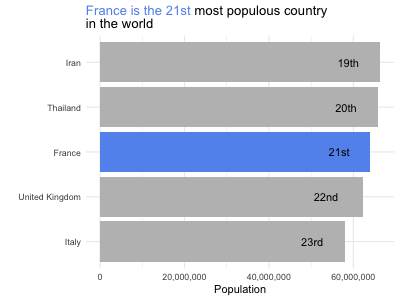 France is the 21st most populous country
in the world
Iran 19th
Thailand 20th
France 21st
United Kingdom 22nd
Italy 23rd
0 20,000,000 40,000,000 60,000,000
Population